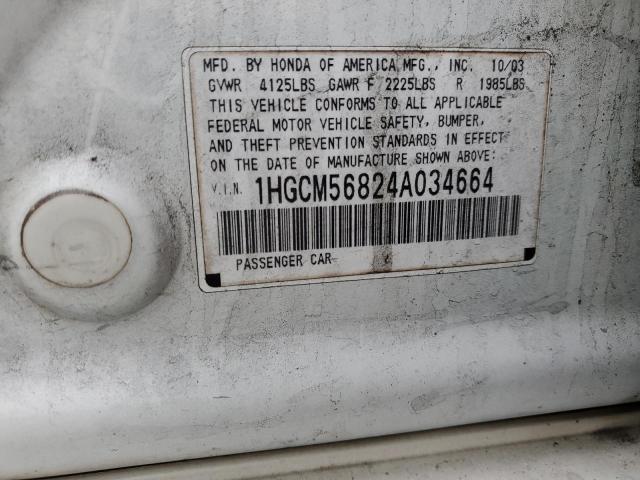 MFD. BY HONDA OF AMERICA MFG., INC. 10/03
GVWR 4125LBS GAWR F 2225LBS R 1985LBS
THIS VEHICLE CONFORMS TO ALL APPLICABLE
FEDERAL MOTOR VEHICLE SAFETY, BUMPER,
AND THEFT PREVENTION STANDARDS IN EFFECT
ON THE DATE OF MANUFACTURE SHOWN ABOVE:
V.I.N. 1HGCM56824A034664
PASSENGER CAR